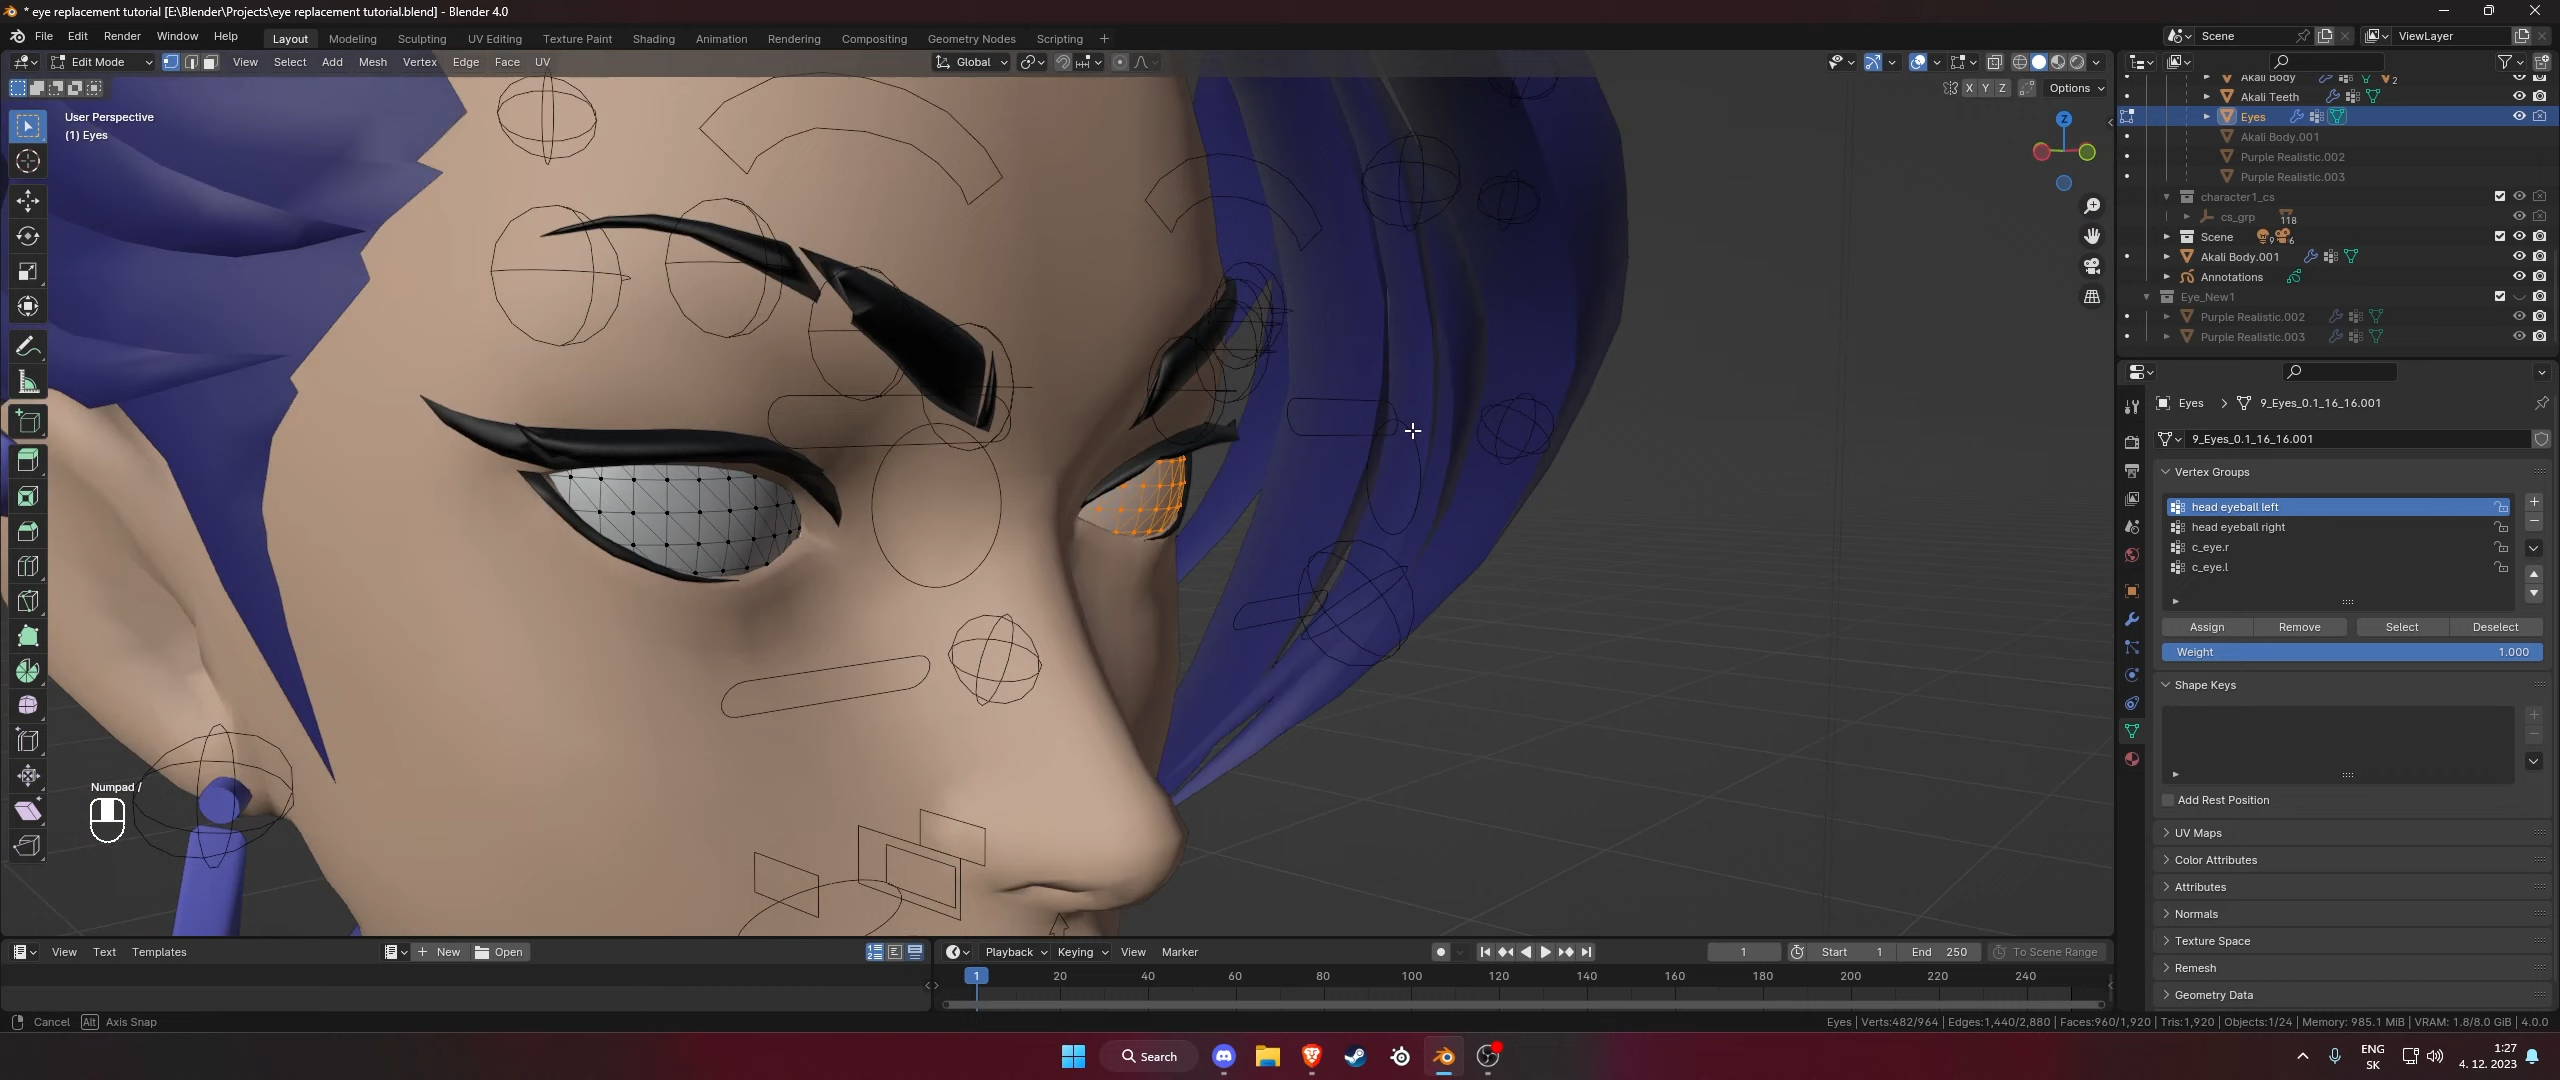 * eye replacement tutorial [E:\Blender\Projects\eye replacement tutorial.blend] - Blender 4.0
File Edit Render Window Help
Layout Modeling Sculpting UV Editing Texture Paint Shading Animation Rendering Compositing Geometry Nodes Scripting +
Scene
ViewLayer
Edit Mode View Select Add Mesh Vertex Edge Face UV
Global
X Y Z
Options
User Perspective
(1) Eyes
Z
Numpad /
Akali Body
2
Akali Teeth
Eyes
Akali Body.001
Purple Realistic.002
Purple Realistic.003
character1_cs
cs_grp
118
Scene
9
6
Akali Body.001
Annotations
Eye_New1
Purple Realistic.002
Purple Realistic.003
Eyes > 9_Eyes_0.1_16_16.001
9_Eyes_0.1_16_16.001
Vertex Groups
head eyeball left
head eyeball right
c_eye.r
c_eye.l
Assign Remove Select Deselect
Weight 1.000
Shape Keys
Add Rest Position
UV Maps
Color Attributes
Attributes
Normals
Texture Space
Remesh
Geometry Data
View Text Templates
+ New Open
Playback Keying View Marker
1
Start 1
End 250
To Scene Range
1 20 40 60 80 100 120 140 160 180 200 220 240
Cancel Alt Axis Snap
Eyes | Verts:482/964 | Edges:1,440/2,880 | Faces:960/1,920 | Tris:1,920 | Objects:1/24 | Memory: 985.1 MiB | VRAM: 1.8/8.0 GiB | 4.0.0
Search
ENG
SK
1:27
4. 12. 2023